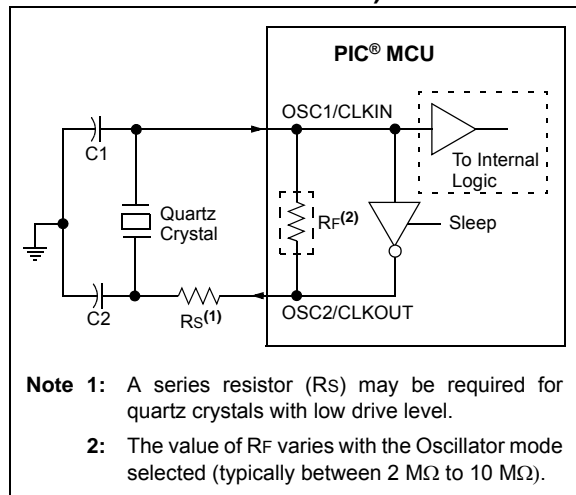 PIC® MCU
OSC1/CLKIN
C1
To Internal
Logic
Quartz
Crystal
RF(2)
Sleep
C2
RS(1)
OSC2/CLKOUT
Note 1: A series resistor (RS) may be required for
quartz crystals with low drive level.
2: The value of RF varies with the Oscillator mode
selected (typically between 2 MΩ to 10 MΩ).